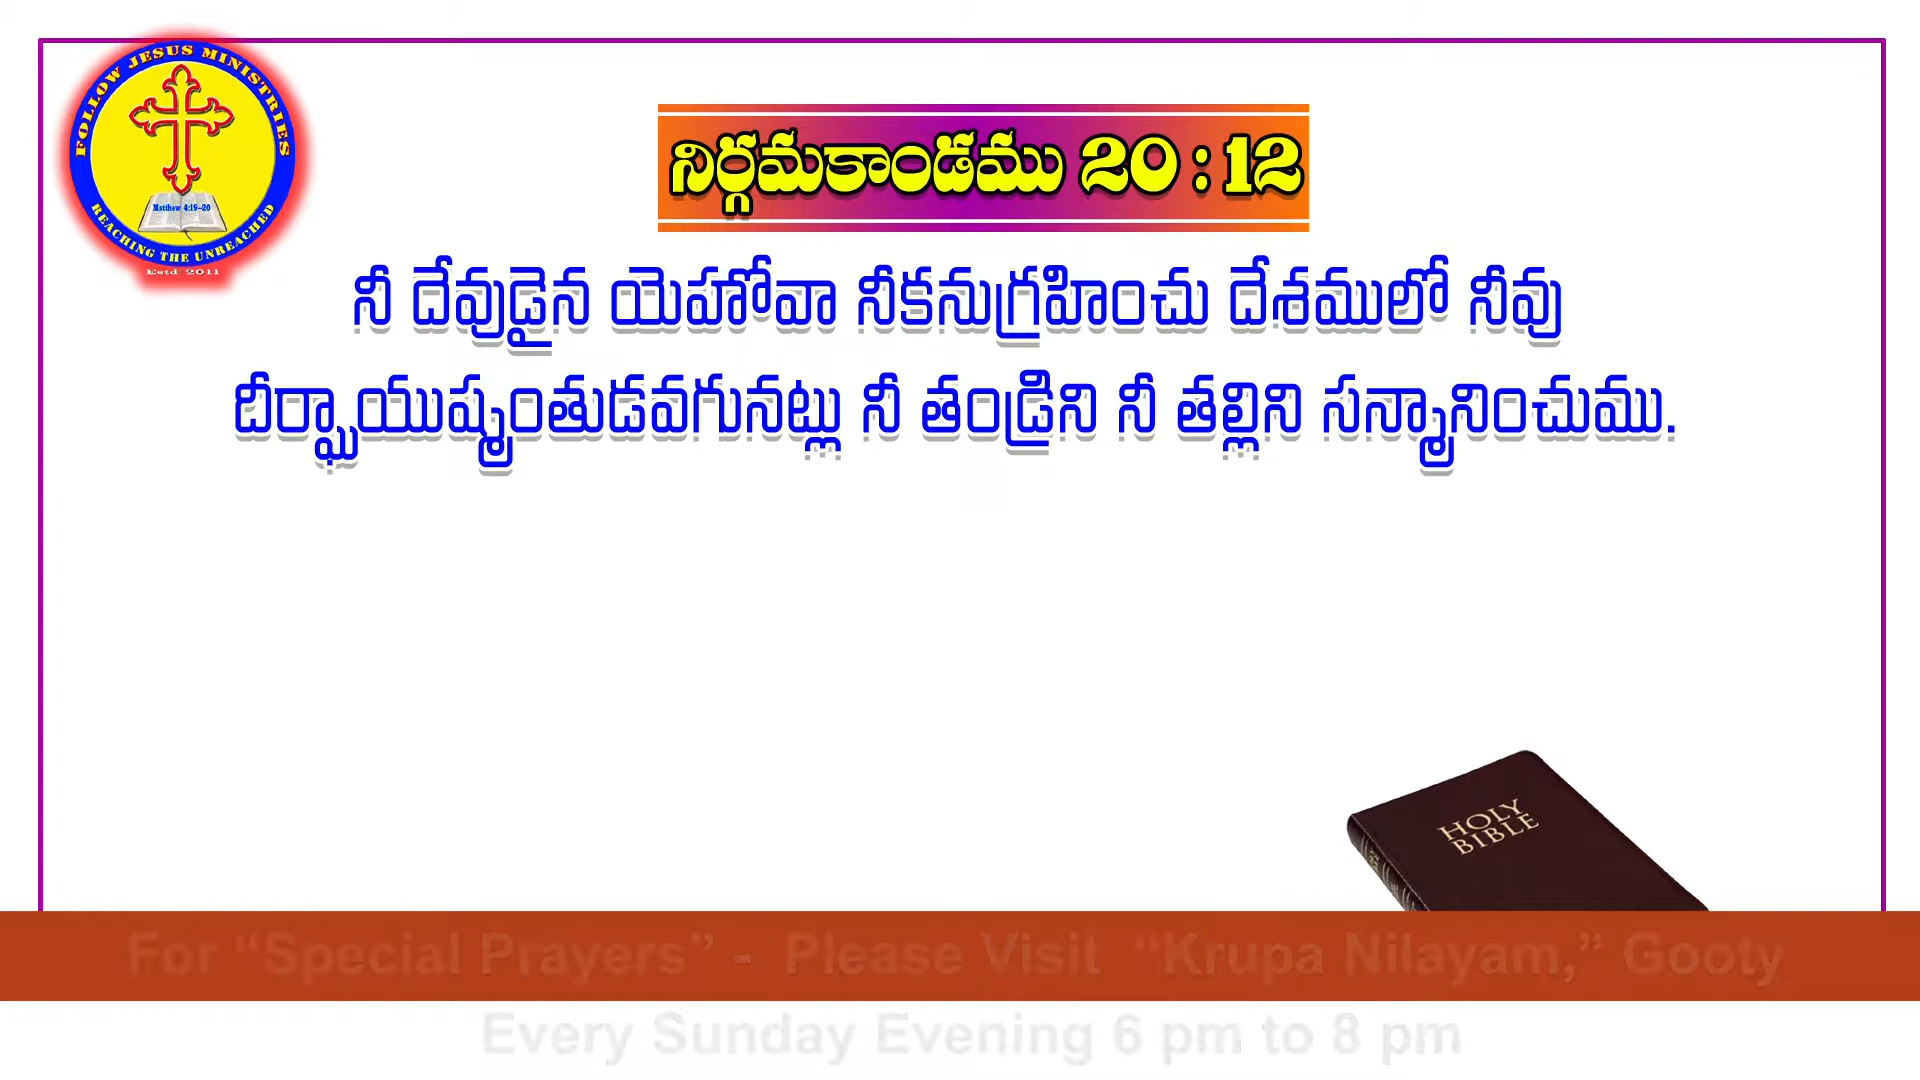 FOLLOW JESUS MINISTRIES
Matthew 4:19-20
REACHING THE UNREACHED
Estd 2011
నిర్గమకాండము 20 : 12
నీ దేవుడైన యెహోవా నీకనుగ్రహించు దేశములో నీవు
దీర్ఘాయుష్మంతుడవగునట్లు నీ తండ్రిని నీ తల్లిని సన్మానించుము.
HOLY
BIBLE
For “Special Prayers” - Please Visit “Krupa Nilayam,” Gooty
Every Sunday Evening 6 pm to 8 pm